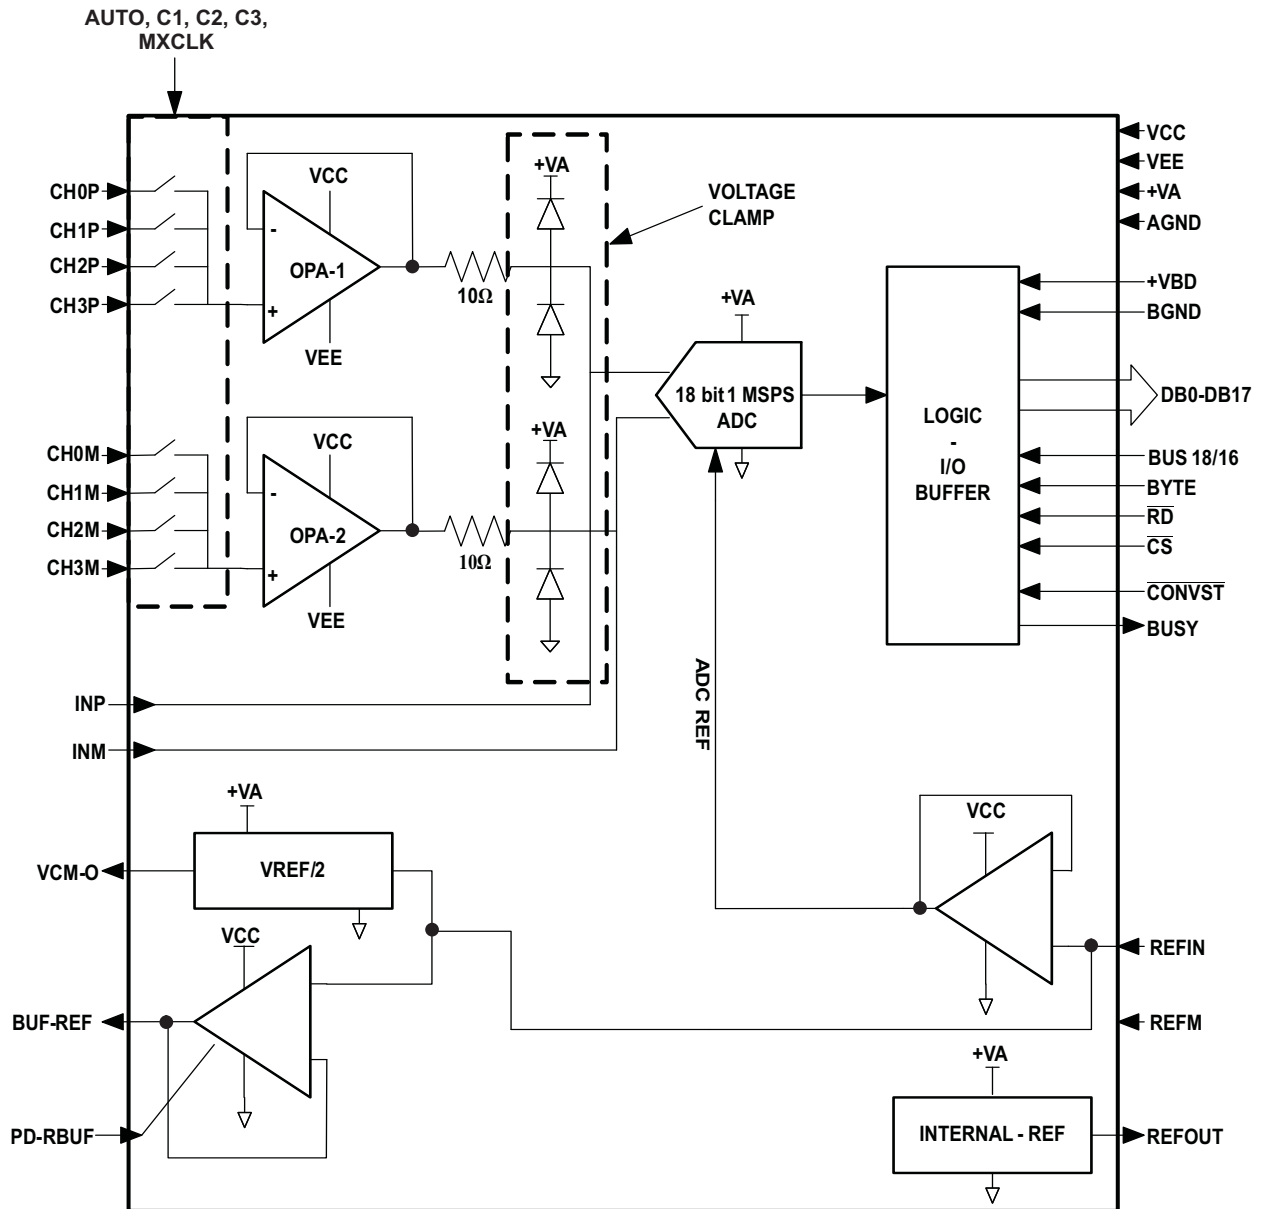 AUTO, C1, C2, C3,
MXCLK
CH0P
CH1P
CH2P
CH3P
VCC
-
OPA-1
+
VEE
10Ω
+VA
VOLTAGE
CLAMP
VCC
VEE
+VA
AGND
+VBD
BGND
DB0-DB17
BUS 18/16
BYTE
RD
CS
CONVST
BUSY
+VA
18 bit 1 MSPS
ADC
LOGIC
-
I/O
BUFFER
CH0M
CH1M
CH2M
CH3M
VCC
-
OPA-2
+
VEE
10Ω
+VA
INP
INM
ADC REF
+VA
VREF/2
VCM-O
VCC
BUF-REF
PD-RBUF
VCC
REFIN
REFM
+VA
INTERNAL - REF
REFOUT